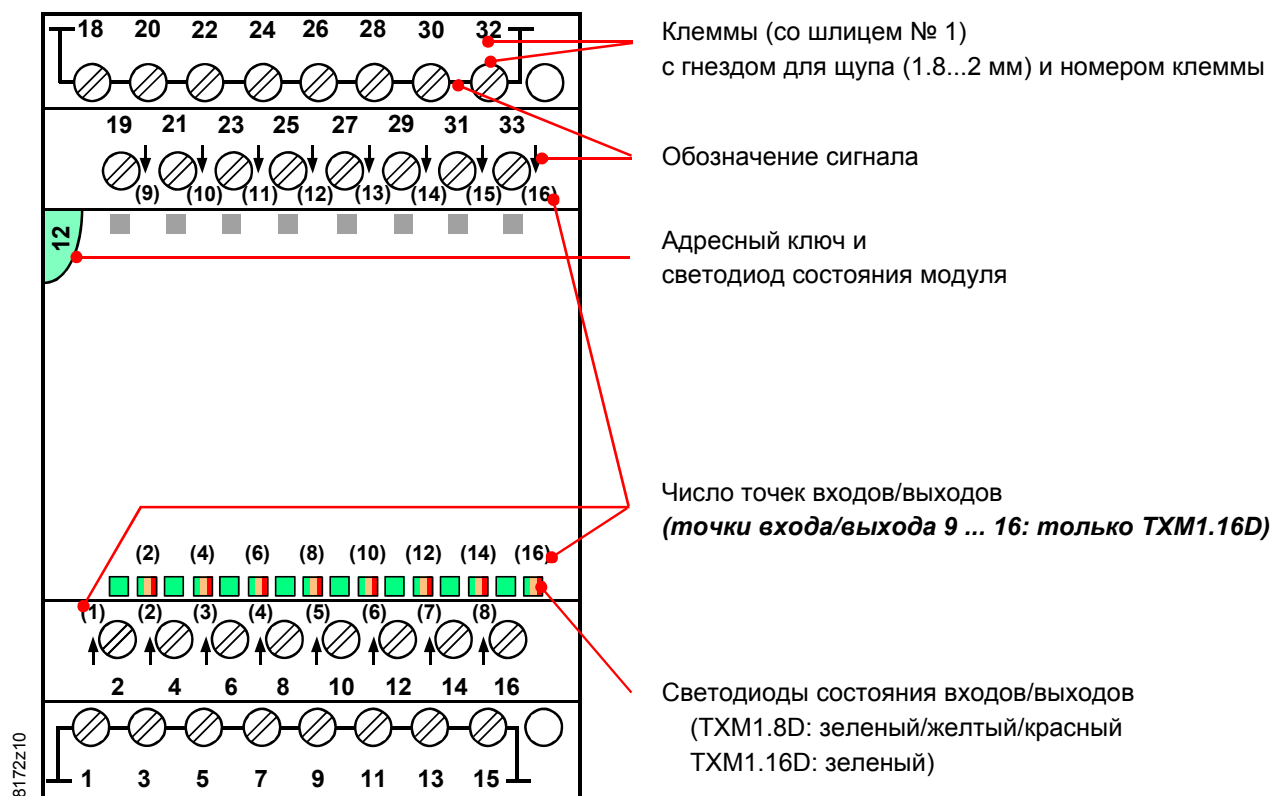 18 20 22 24 26 28 30 32
Клеммы (со шлицем № 1)
с гнездом для щупа (1.8...2 мм) и номером клеммы
19 21 23 25 27 29 31 33
(9) (10) (11) (12) (13) (14) (15) (16)
Обозначение сигнала
12
Адресный ключ и
светодиод состояния модуля
Число точек входов/выходов
(точки входа/выхода 9 ... 16: только TXM1.16D)
(2) (4) (6) (8) (10) (12) (14) (16)
(1) (2) (3) (4) (5) (6) (7) (8)
2 4 6 8 10 12 14 16
Светодиоды состояния входов/выходов
(TXM1.8D: зеленый/желтый/красный
TXM1.16D: зеленый)
1 3 5 7 9 11 13 15
8172z10